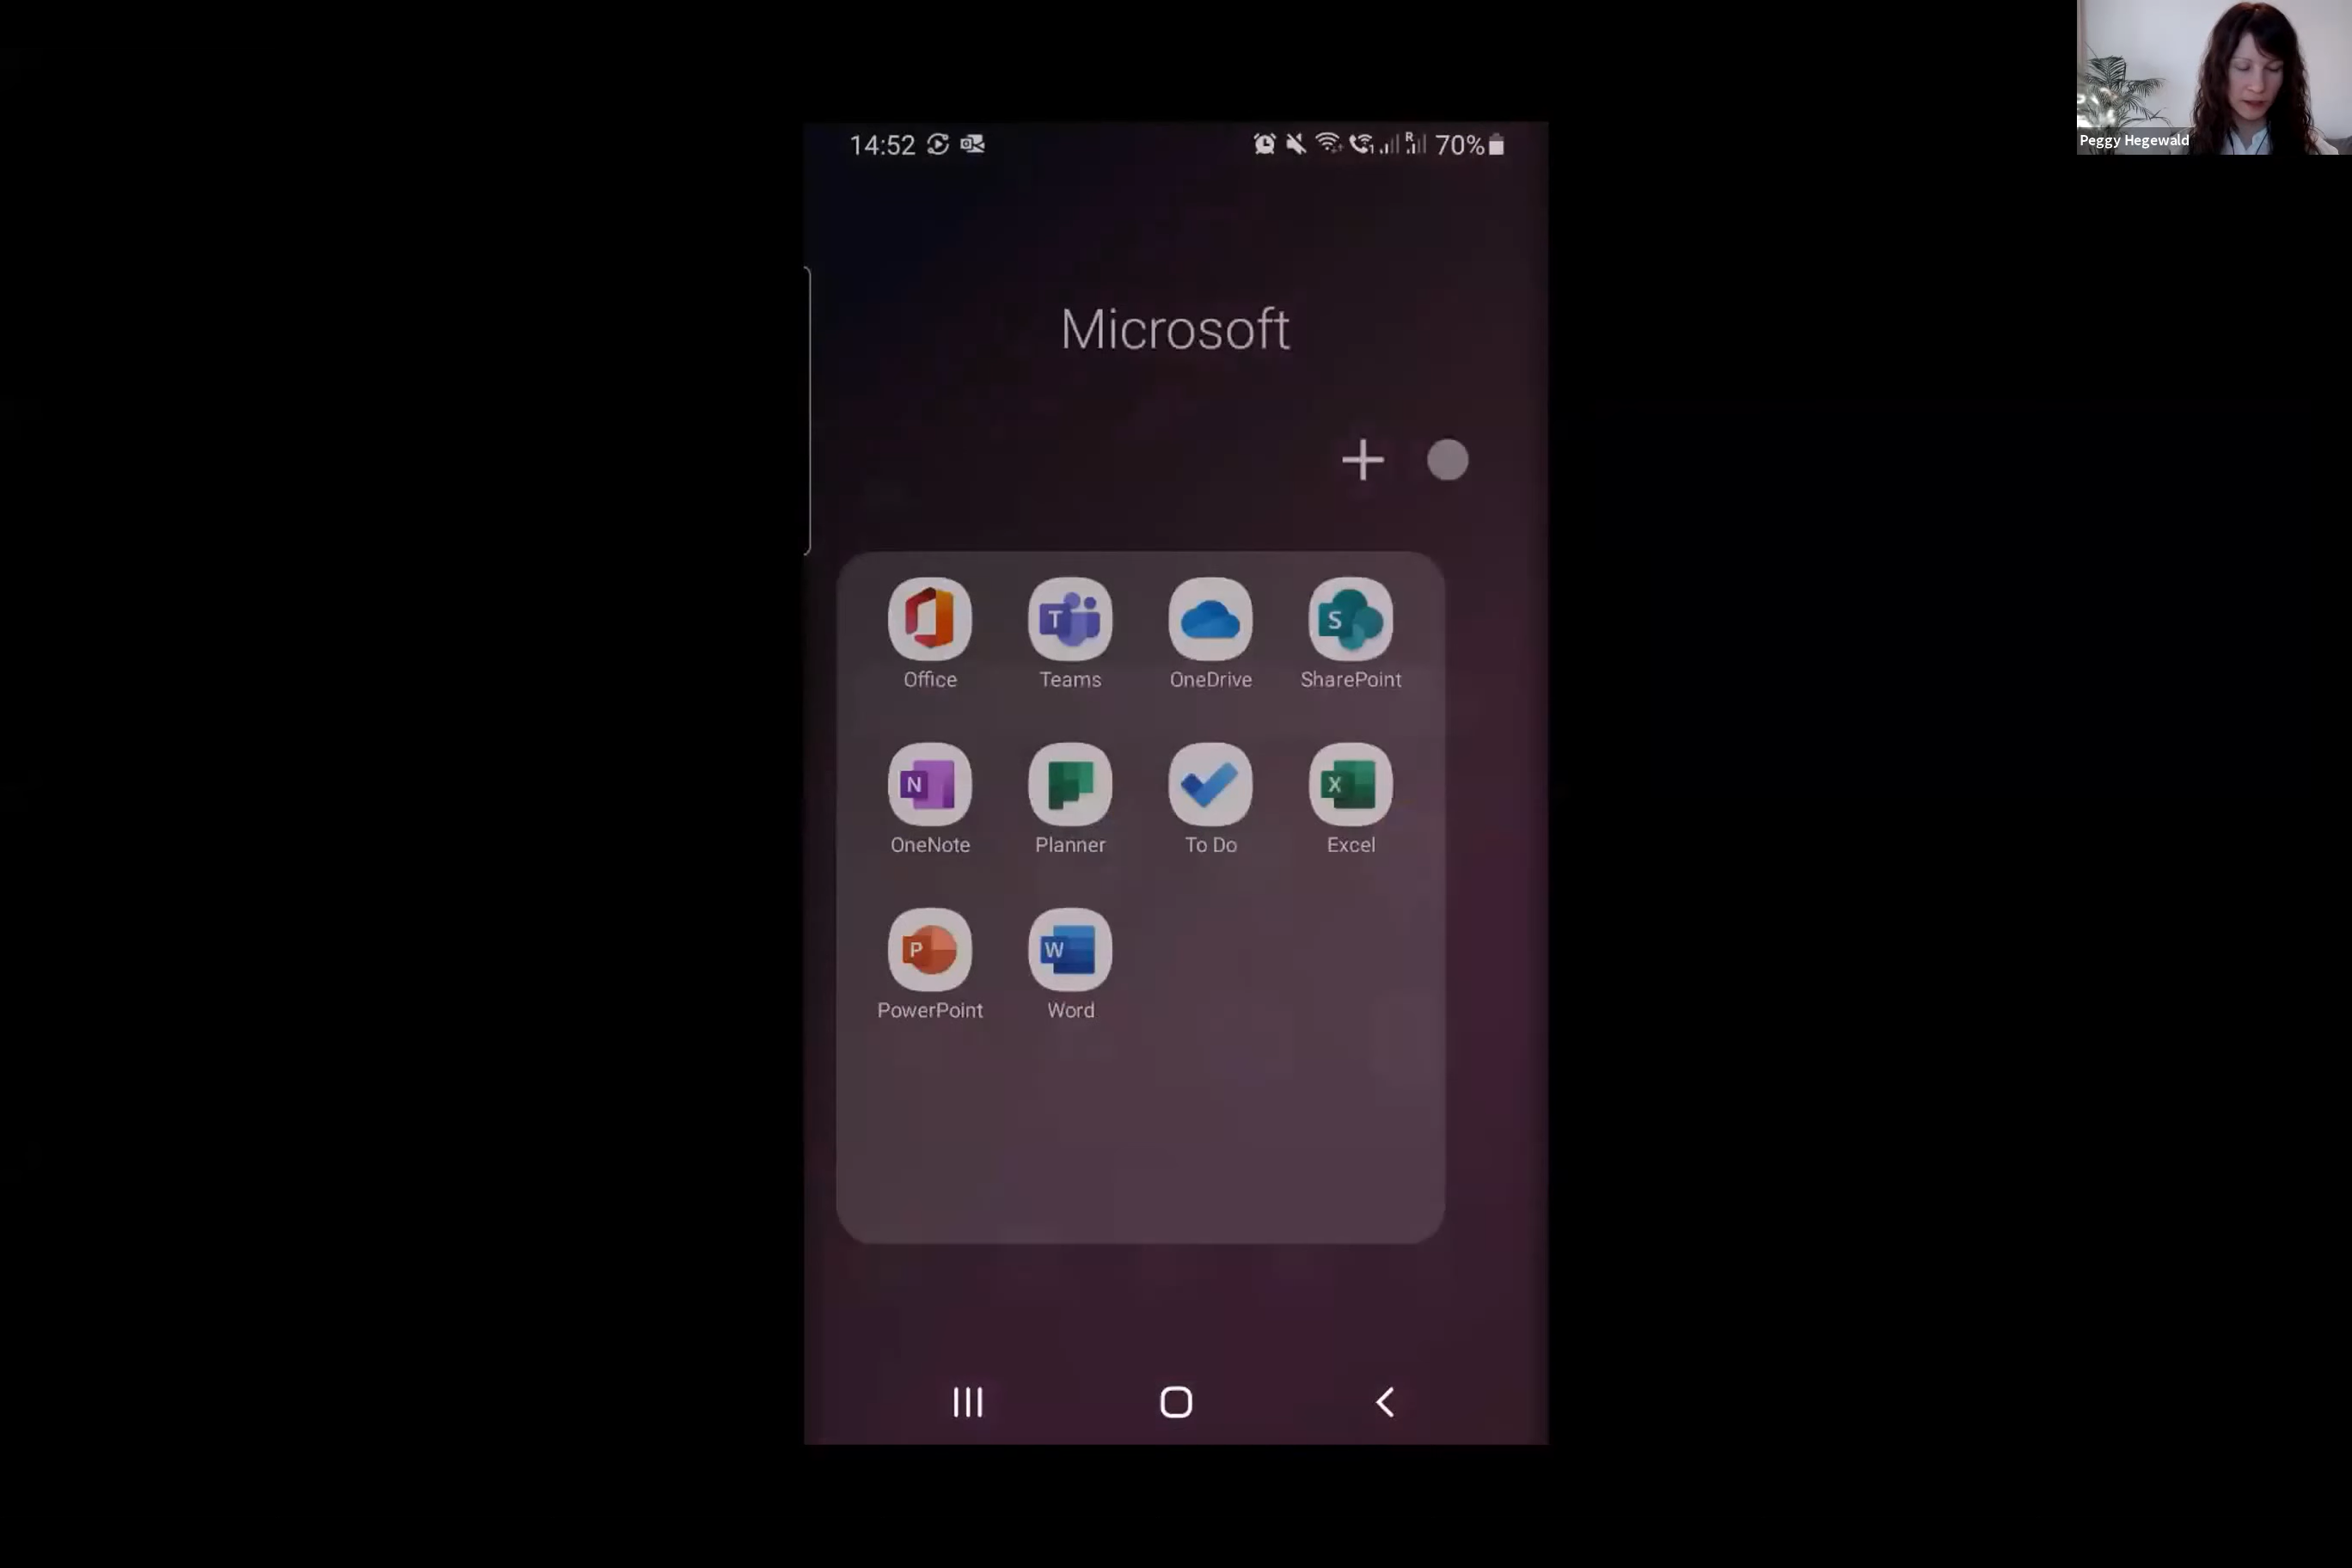 14:52 70%
Peggy Hegewald
Microsoft
Office Teams OneDrive SharePoint
OneNote Planner To Do Excel
PowerPoint Word